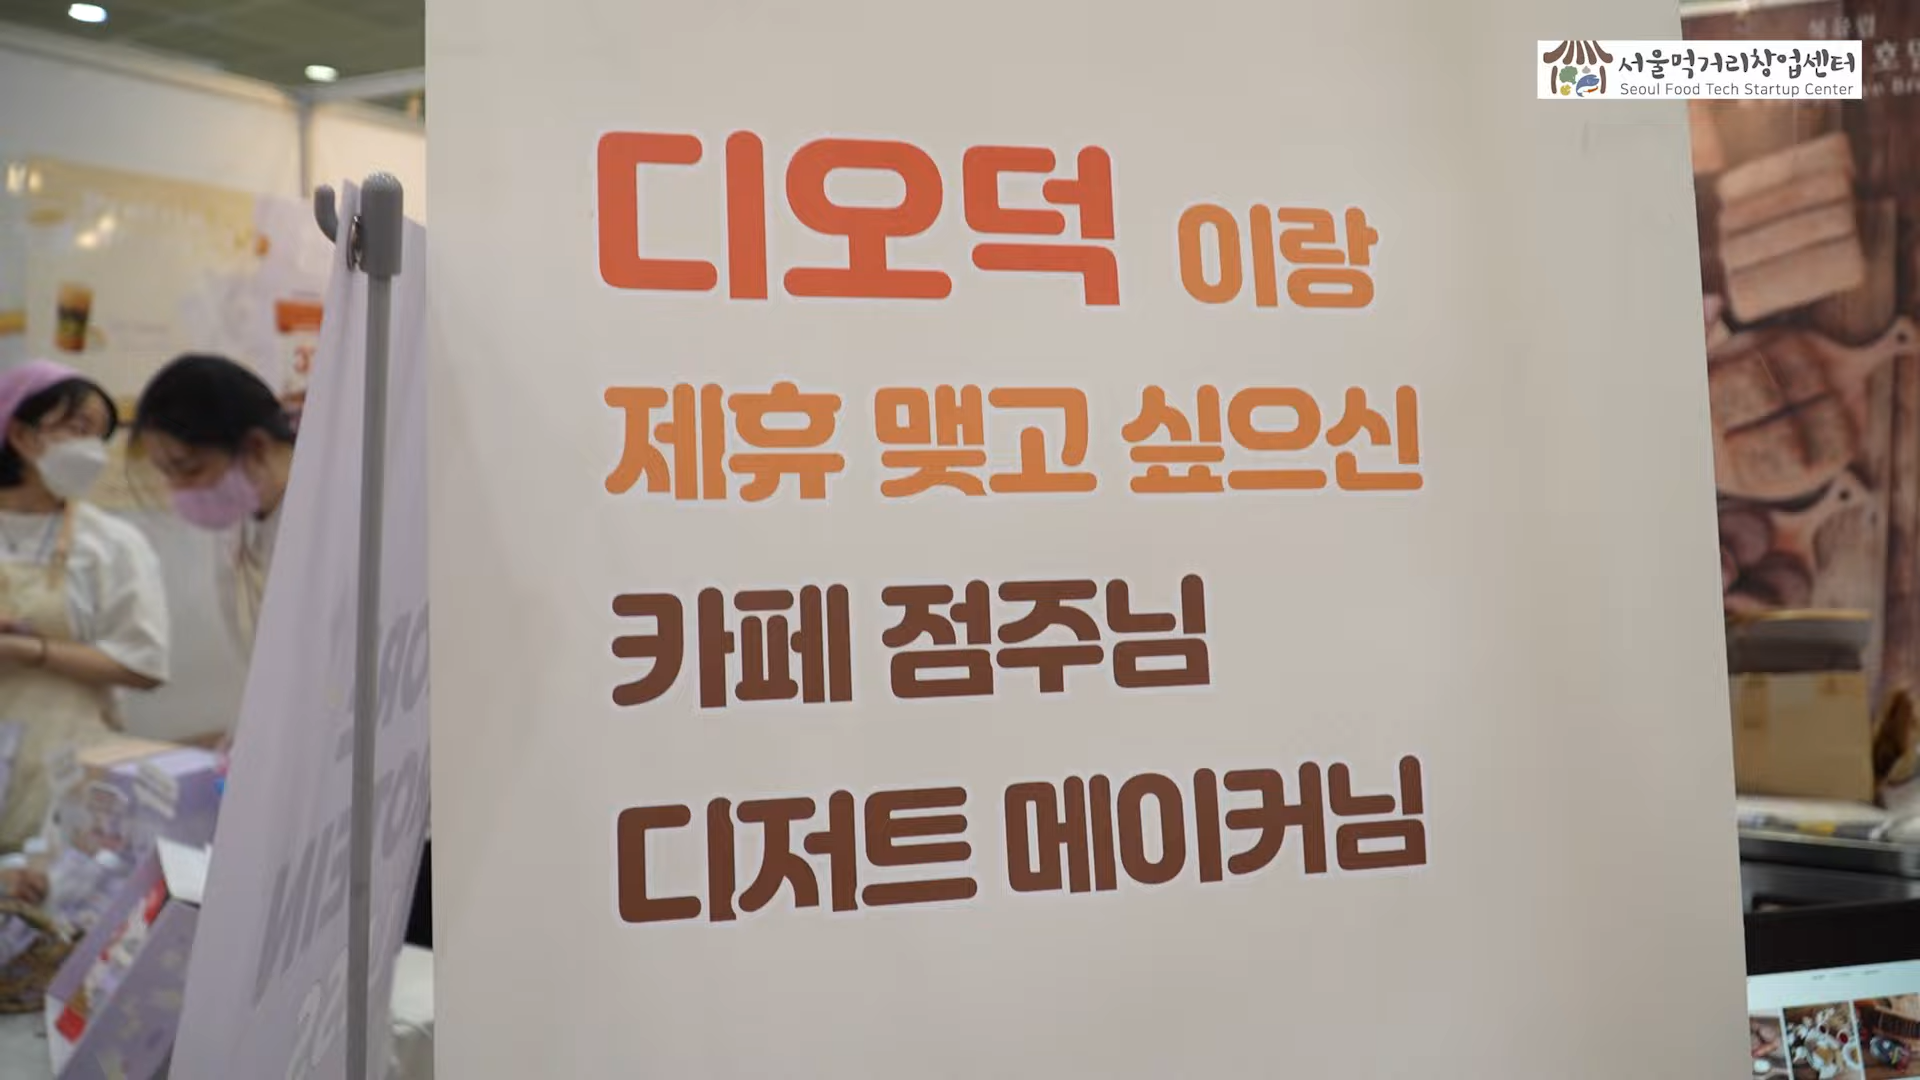 서울먹거리창업센터
Seoul Food Tech Startup Center
디오덕 이랑
제휴 맺고 싶으신
카페 점주님
디저트 메이커님